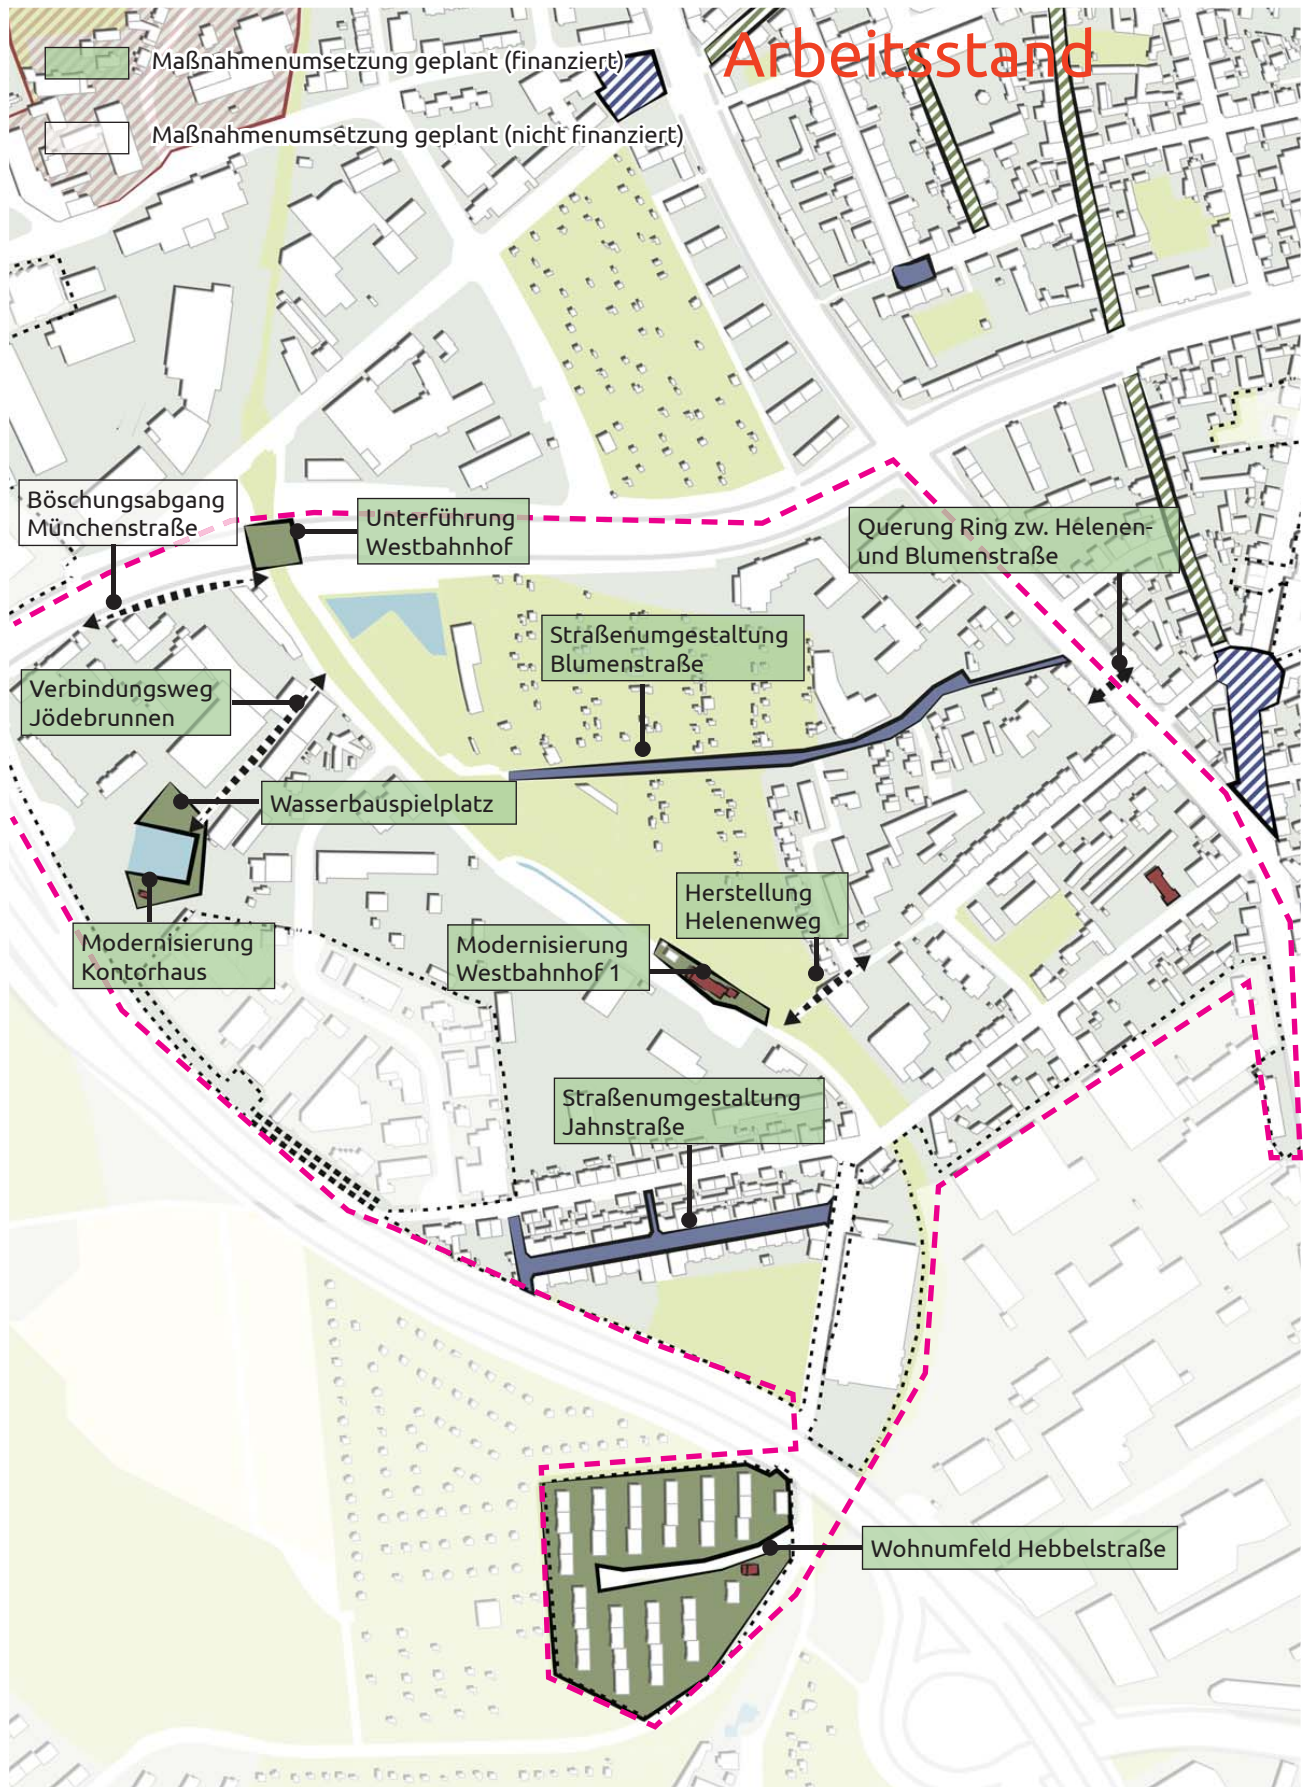 Arbeitsstand
Maßnahmenumsetzung geplant (finanziert)
Maßnahmenumsetzung geplant (nicht finanziert)
Böschungsabgang
Münchenstraße
Unterführung
Westbahnhof
Querung Ring zw. Helenen-
und Blumenstraße
Straßenumgestaltung
Blumenstraße
Verbindungsweg
Jödebrunnen
Wasserbauspielplatz
Herstellung
Helenenweg
Modernisierung
Kontorhaus
Modernisierung
Westbahnhof 1
Straßenumgestaltung
Jahnstraße
Wohnumfeld Hebbelstraße